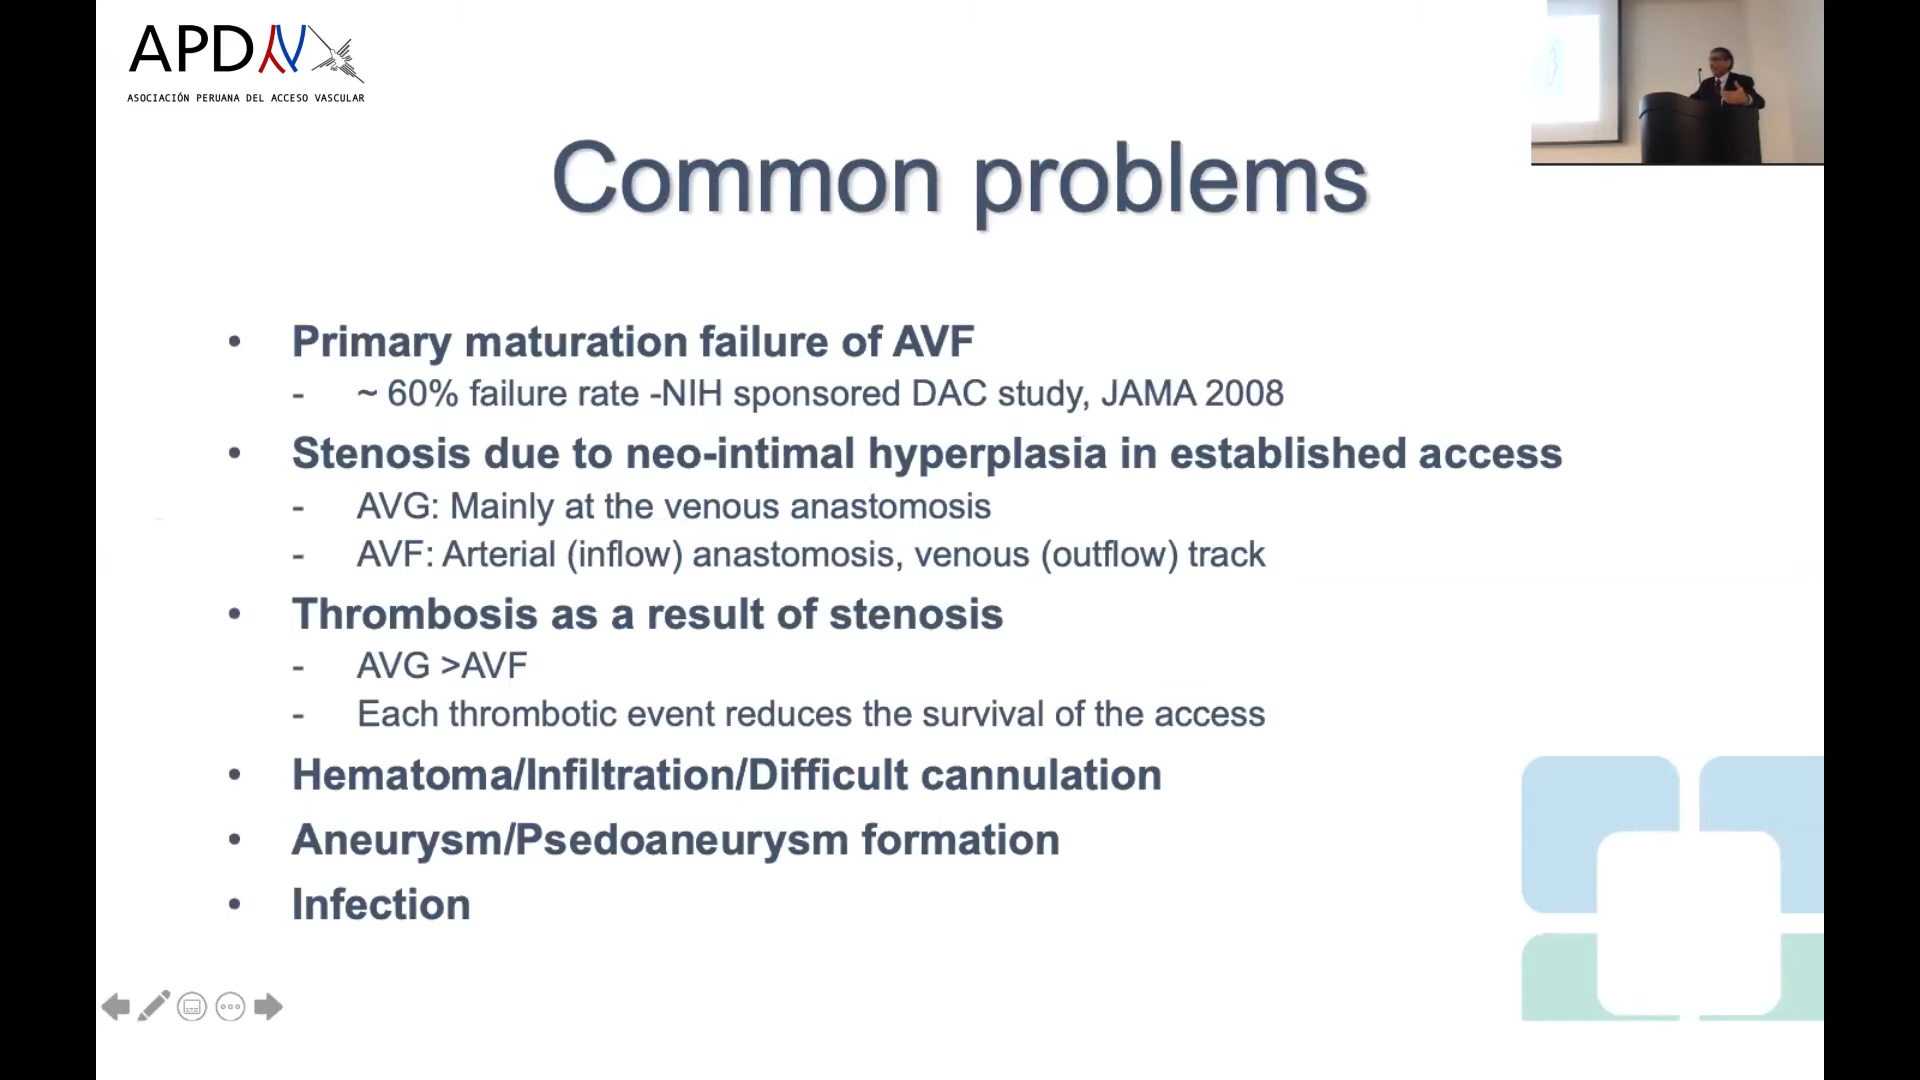 APDAV
ASOCIACIÓN PERUANA DEL ACCESO VASCULAR
Common problems
• Primary maturation failure of AVF
- ~ 60% failure rate -NIH sponsored DAC study, JAMA 2008
• Stenosis due to neo-intimal hyperplasia in established access
- AVG: Mainly at the venous anastomosis
- AVF: Arterial (inflow) anastomosis, venous (outflow) track
• Thrombosis as a result of stenosis
- AVG >AVF
- Each thrombotic event reduces the survival of the access
• Hematoma/Infiltration/Difficult cannulation
• Aneurysm/Psedoaneurysm formation
• Infection